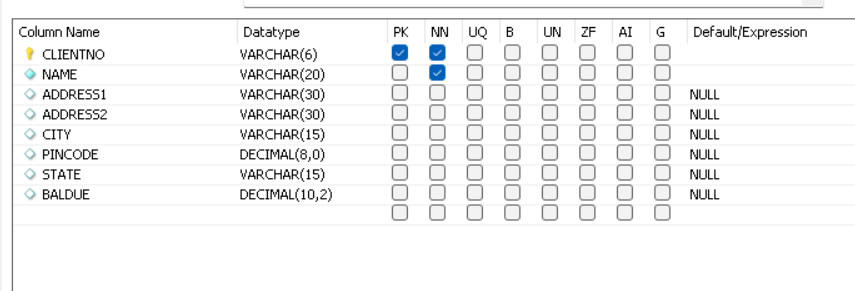 Column Name Datatype PK NN UQ B UN ZF AI G Default/Expression
CLIENTNO VARCHAR(6)
NAME VARCHAR(20)
ADDRESS1 VARCHAR(30) NULL
ADDRESS2 VARCHAR(30) NULL
CITY VARCHAR(15) NULL
PINCODE DECIMAL(8,0) NULL
STATE VARCHAR(15) NULL
BALDUE DECIMAL(10,2) NULL